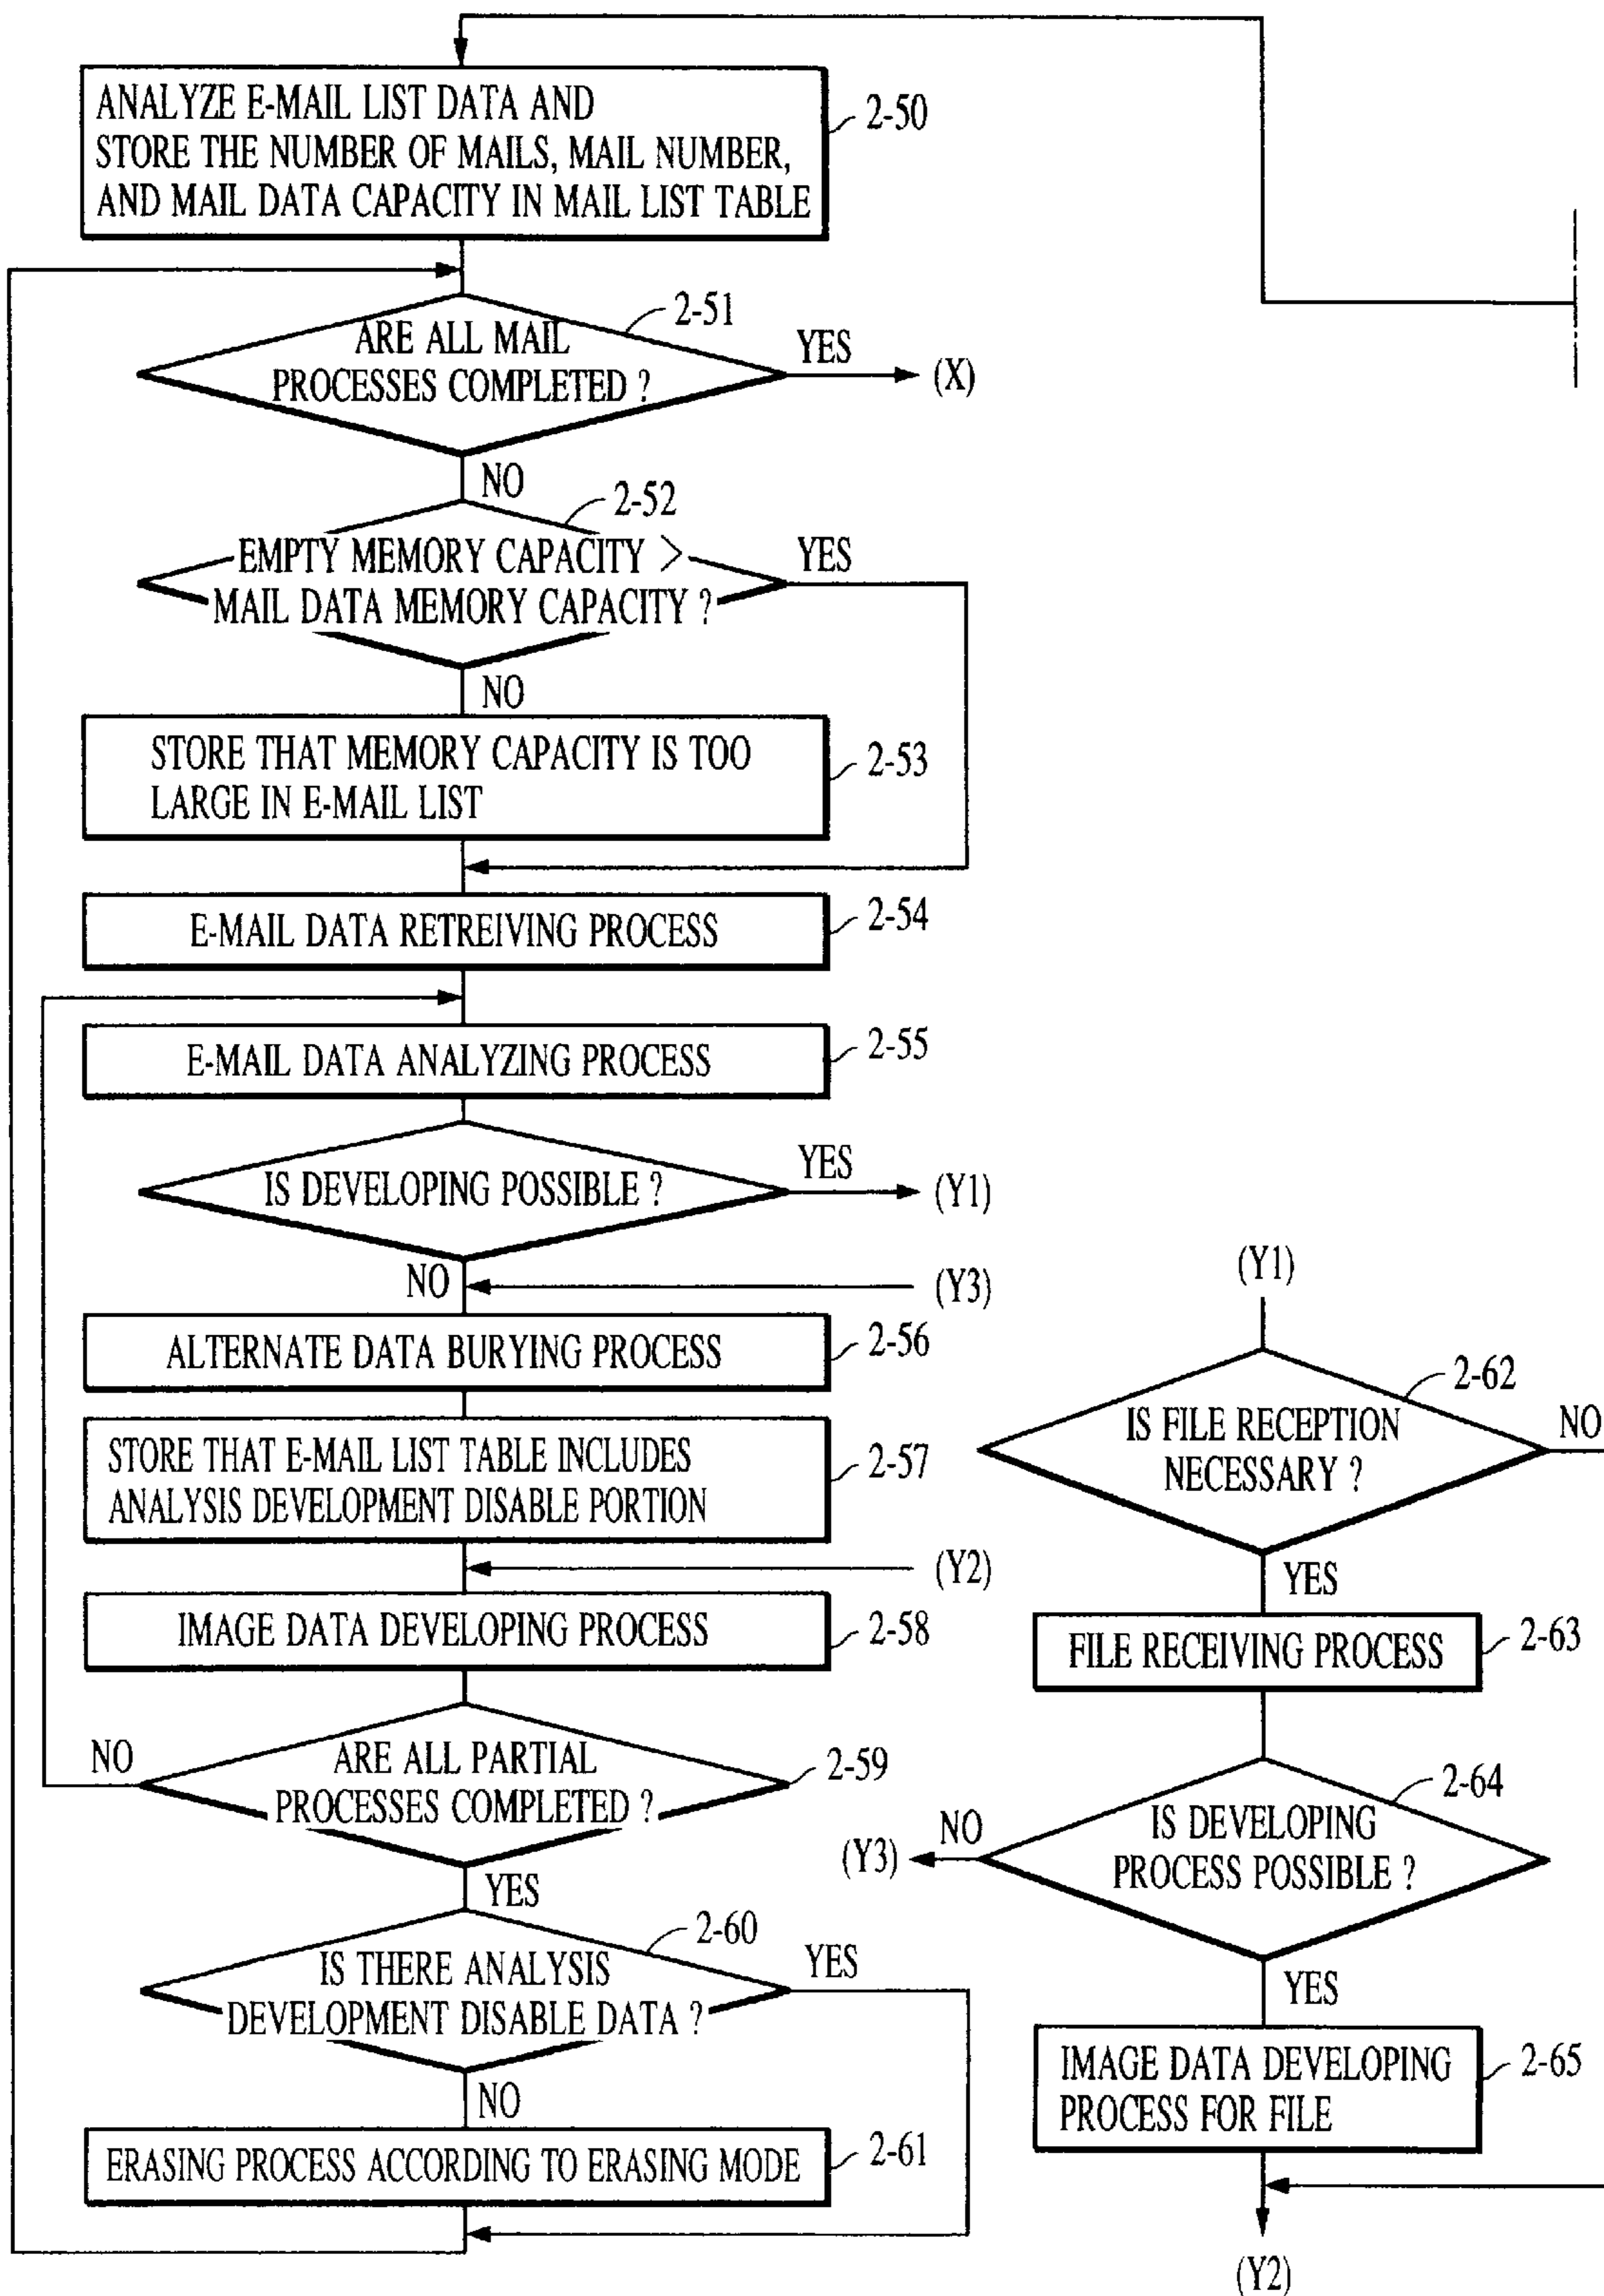 ANALYZE E-MAIL LIST DATA AND
STORE THE NUMBER OF MAILS, MAIL NUMBER,
AND MAIL DATA CAPACITY IN MAIL LIST TABLE
2-50
ARE ALL MAIL
PROCESSES COMPLETED ?
2-51
YES
(X)
NO
EMPTY MEMORY CAPACITY >
MAIL DATA MEMORY CAPACITY ?
2-52
YES
NO
STORE THAT MEMORY CAPACITY IS TOO
LARGE IN E-MAIL LIST
2-53
E-MAIL DATA RETREIVING PROCESS
2-54
E-MAIL DATA ANALYZING PROCESS
2-55
IS DEVELOPING POSSIBLE ?
YES
(Y1)
NO
(Y3)
ALTERNATE DATA BURYING PROCESS
2-56
STORE THAT E-MAIL LIST TABLE INCLUDES
ANALYSIS DEVELOPMENT DISABLE PORTION
2-57
(Y2)
IMAGE DATA DEVELOPING PROCESS
2-58
ARE ALL PARTIAL
PROCESSES COMPLETED ?
2-59
NO
YES
IS THERE ANALYSIS
DEVELOPMENT DISABLE DATA ?
2-60
YES
NO
ERASING PROCESS ACCORDING TO ERASING MODE
2-61
(Y1)
IS FILE RECEPTION
NECESSARY ?
2-62
NO
YES
FILE RECEIVING PROCESS
2-63
IS DEVELOPING
PROCESS POSSIBLE ?
2-64
NO
(Y3)
YES
IMAGE DATA DEVELOPING
PROCESS FOR FILE
2-65
(Y2)